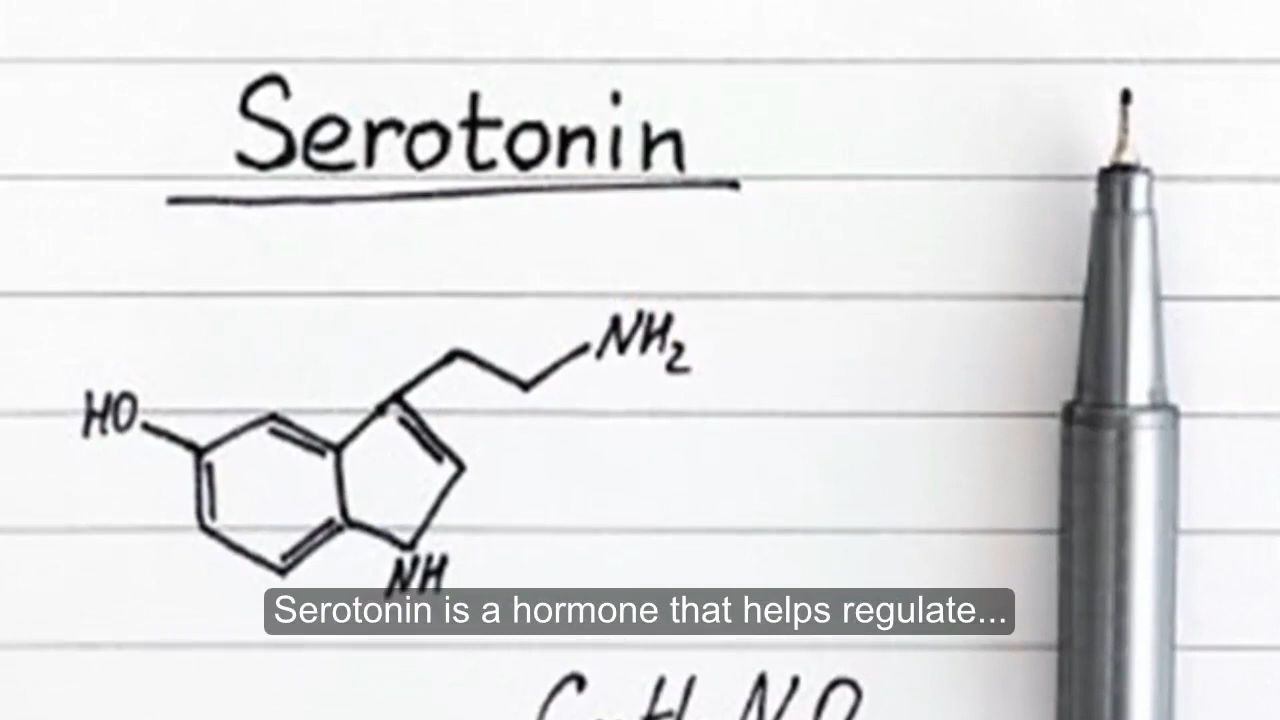 Serotonin
NH2
HO
NH
Serotonin is a hormone that helps regulate...